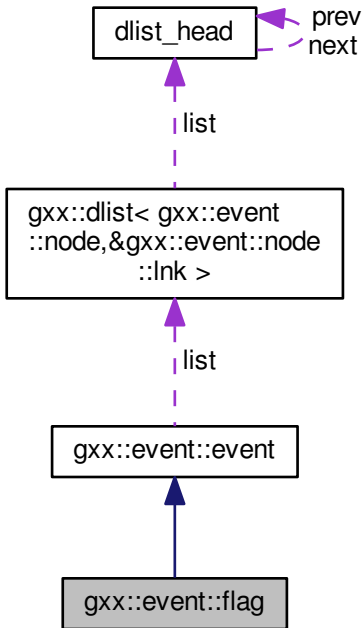 dlist_head
prev
next
list
gxx::dlist< gxx::event
::node,&gxx::event::node
::lnk >
list
gxx::event::event
gxx::event::flag